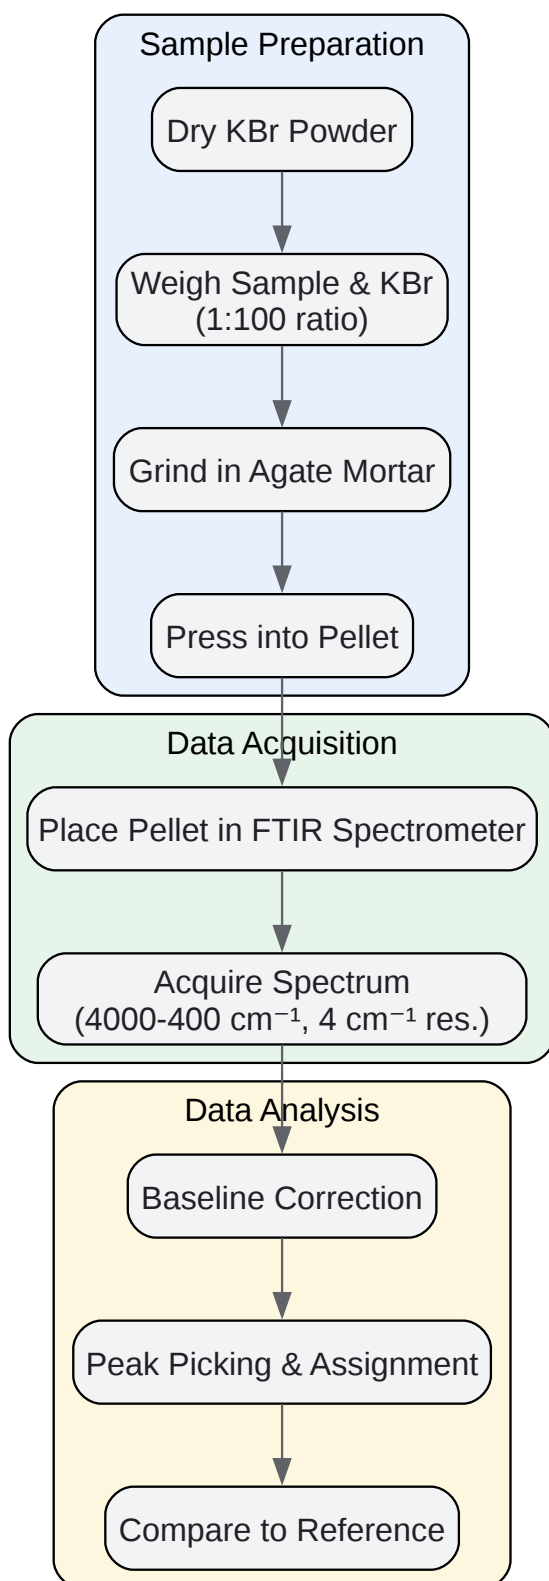 Sample Preparation
Dry KBr Powder
Weigh Sample & KBr
(1:100 ratio)
Grind in Agate Mortar
Press into Pellet
Data Acquisition
Place Pellet in FTIR Spectrometer
Acquire Spectrum
(4000-400 cm⁻¹, 4 cm⁻¹ res.)
Data Analysis
Baseline Correction
Peak Picking & Assignment
Compare to Reference